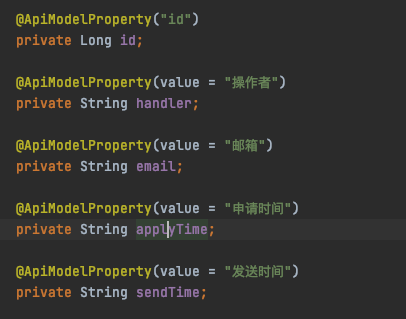 @ApiModelProperty("id")
private Long id;
@ApiModelProperty(value = "操作者")
private String handler;
@ApiModelProperty(value = "邮箱")
private String email;
@ApiModelProperty(value = "申请时间")
private String applyTime;
@ApiModelProperty(value = "发送时间")
private String sendTime;